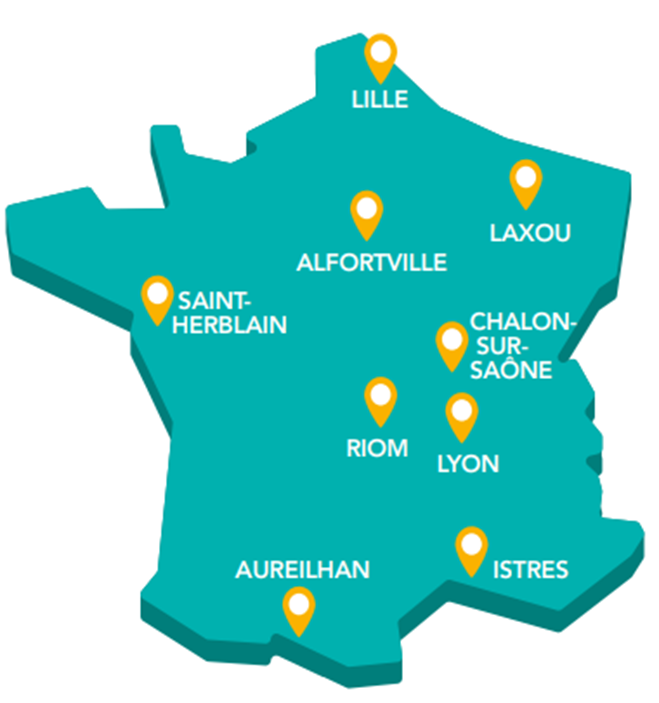 LILLE
LAXOU
ALFORTVILLE
SAINT-
HERBLAIN
CHALON-
SUR-
SAÔNE
RIOM
LYON
AUREILHAN
ISTRES